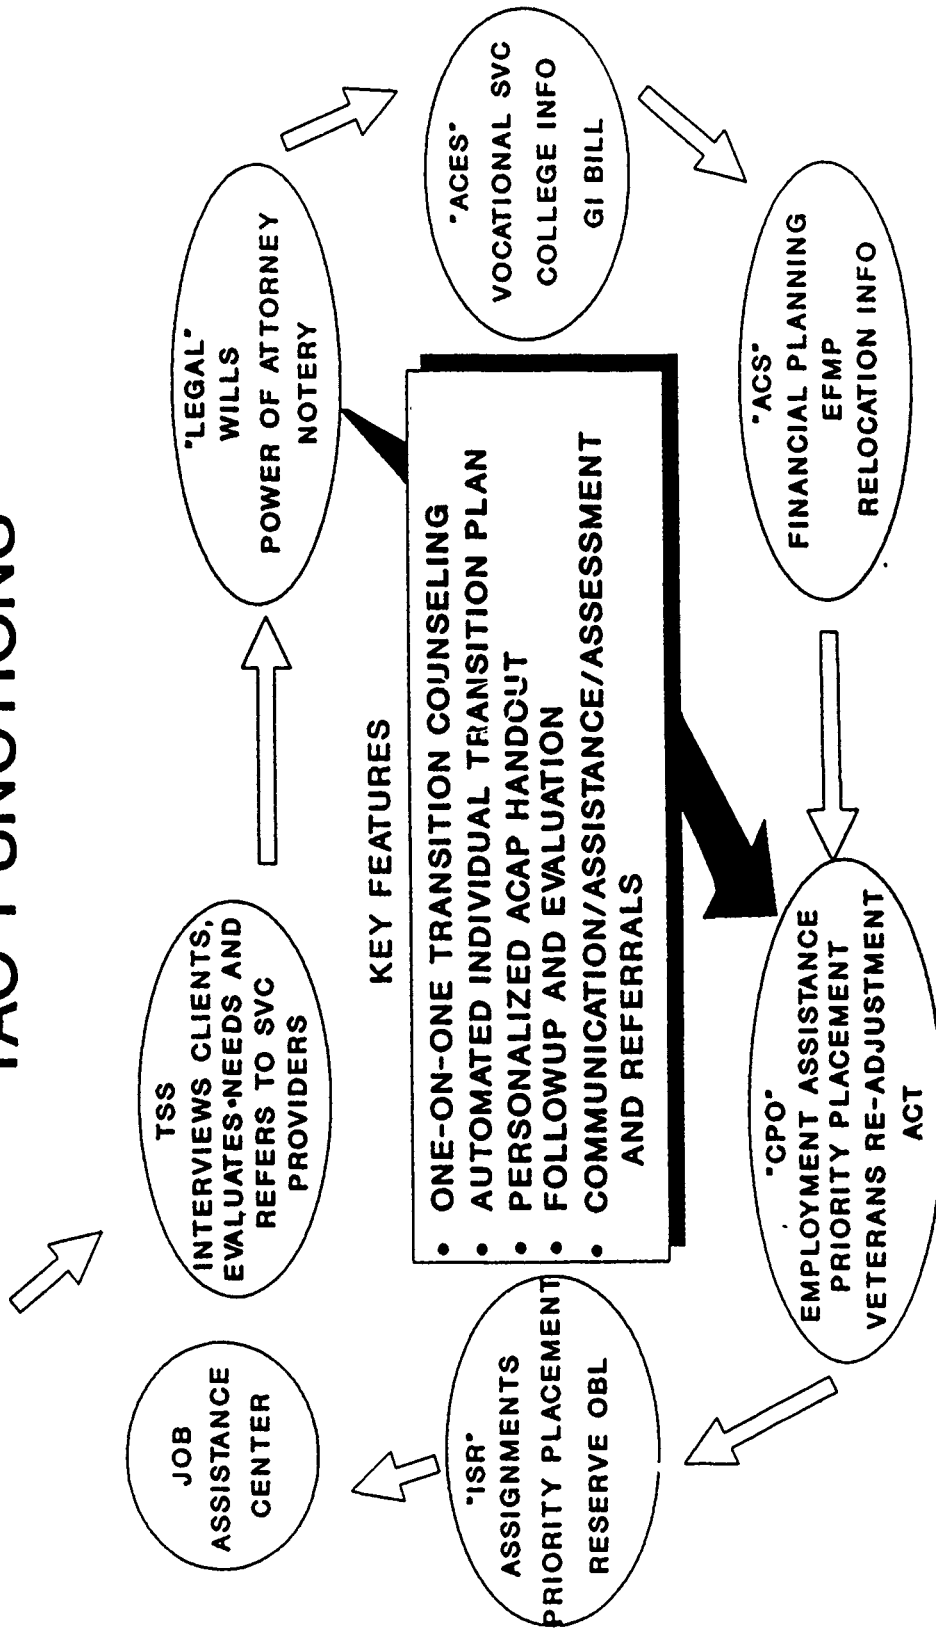 FUNCTIONS
TSS
INTERVIEWS CLIENTS,
EVALUATES•NEEDS AND
REFERS TO SVC
PROVIDERS
"LEGAL"
WILLS
POWER OF ATTORNEY
NOTERY
"ACES"
VOCATIONAL SVC
COLLEGE INFO
GI BILL
"ACS"
FINANCIAL PLANNING
EFMP
RELOCATION INFO
"CPO"
EMPLOYMENT ASSISTANCE
PRIORITY PLACEMENT
VETERANS RE-ADJUSTMENT
ACT
"ISR"
ASSIGNMENTS
PRIORITY PLACEMENT
RESERVE OBL
JOB
ASSISTANCE
CENTER
KEY FEATURES
• ONE-ON-ONE TRANSITION COUNSELING
• AUTOMATED INDIVIDUAL TRANSITION PLAN
• PERSONALIZED ACAP HANDOUT
• FOLLOWUP AND EVALUATION
• COMMUNICATION/ASSISTANCE/ASSESSMENT
AND REFERRALS